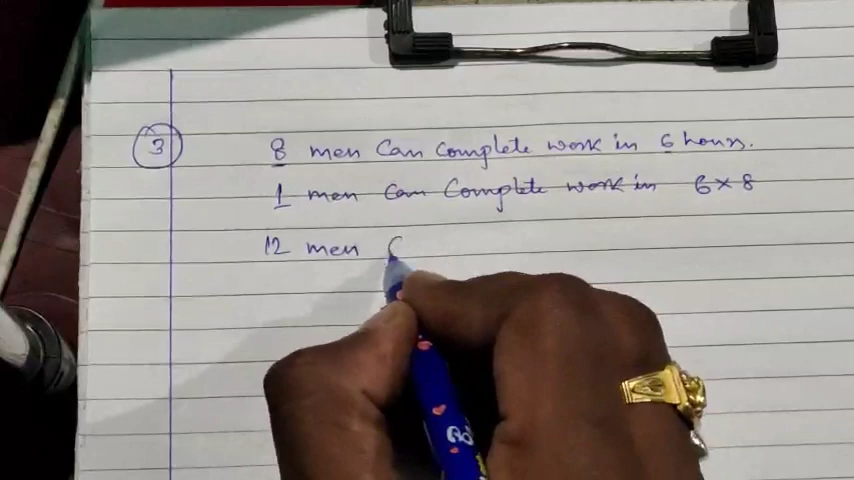 3 8 men can complete work in 6 hours.
1 men can complete work in 6×8
12 men C